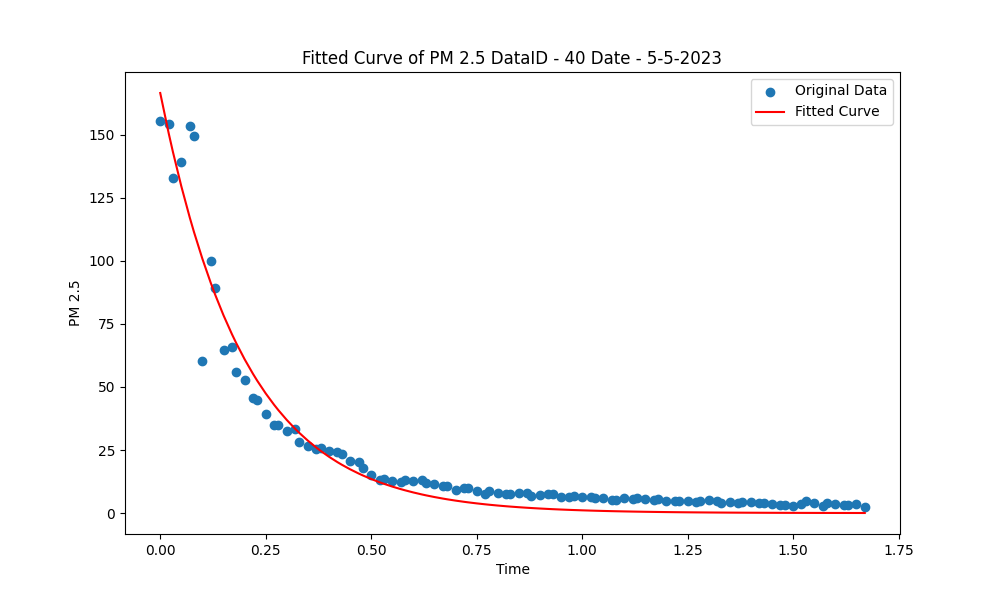 Fitted Curve of PM 2.5 DataID - 40 Date - 5-5-2023
Original Data
Fitted Curve
150
125
100
75
50
25
0
PM 2.5
0.00 0.25 0.50 0.75 1.00 1.25 1.50 1.75
Time